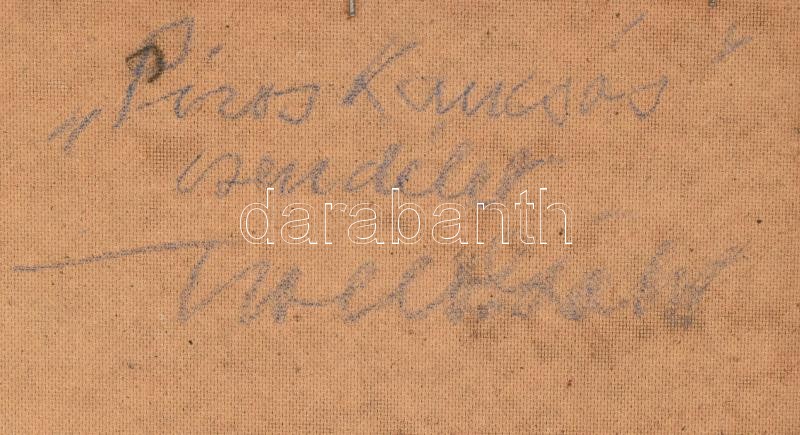 „Piros Kancsós"
csendélet
darabanth